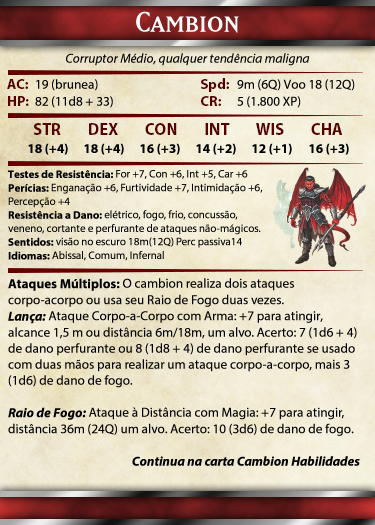 CAMBION
Corruptor Médio, qualquer tendência maligna
AC: 19 (brunea) Spd: 9m (6Q) Voo 18 (12Q)
HP: 82 (11d8 + 33) CR: 5 (1.800 XP)
STR DEX CON INT WIS CHA
18 (+4) 18 (+4) 16 (+3) 14 (+2) 12 (+1) 16 (+3)
Testes de Resistência: For +7, Con +6, Int +5, Car +6
Perícias: Enganação +6, Furtividade +7, Intimidação +6,
Percepção +4
Resistência a Dano: elétrico, fogo, frio, concussão,
veneno, cortante e perfurante de ataques não-mágicos.
Sentidos: visão no escuro 18m(12Q) Perc passiva14
Idiomas: Abissal, Comum, Infernal
Ataques Múltiplos: O cambion realiza dois ataques
corpo-acorpo ou usa seu Raio de Fogo duas vezes.
Lança: Ataque Corpo-a-Corpo com Arma: +7 para atingir,
alcance 1,5 m ou distância 6m/18m, um alvo. Acerto: 7 (1d6 + 4)
de dano perfurante ou 8 (1d8 + 4) de dano perfurante se usado
com duas mãos para realizar um ataque corpo-a-corpo, mais 3
(1d6) de dano de fogo.
Raio de Fogo: Ataque à Distância com Magia: +7 para atingir,
distância 36m (24Q) um alvo. Acerto: 10 (3d6) de dano de fogo.
Continua na carta Cambion Habilidades